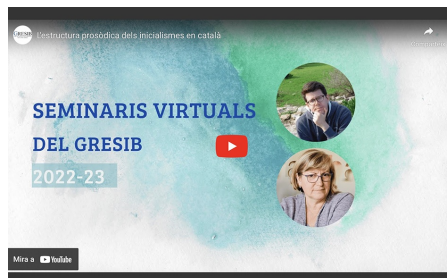 GRESIB
L'estructura prosòdica dels inicialismes en català
SEMINARIS VIRTUALS
DEL GRESIB
2022-23
Mira a YouTube